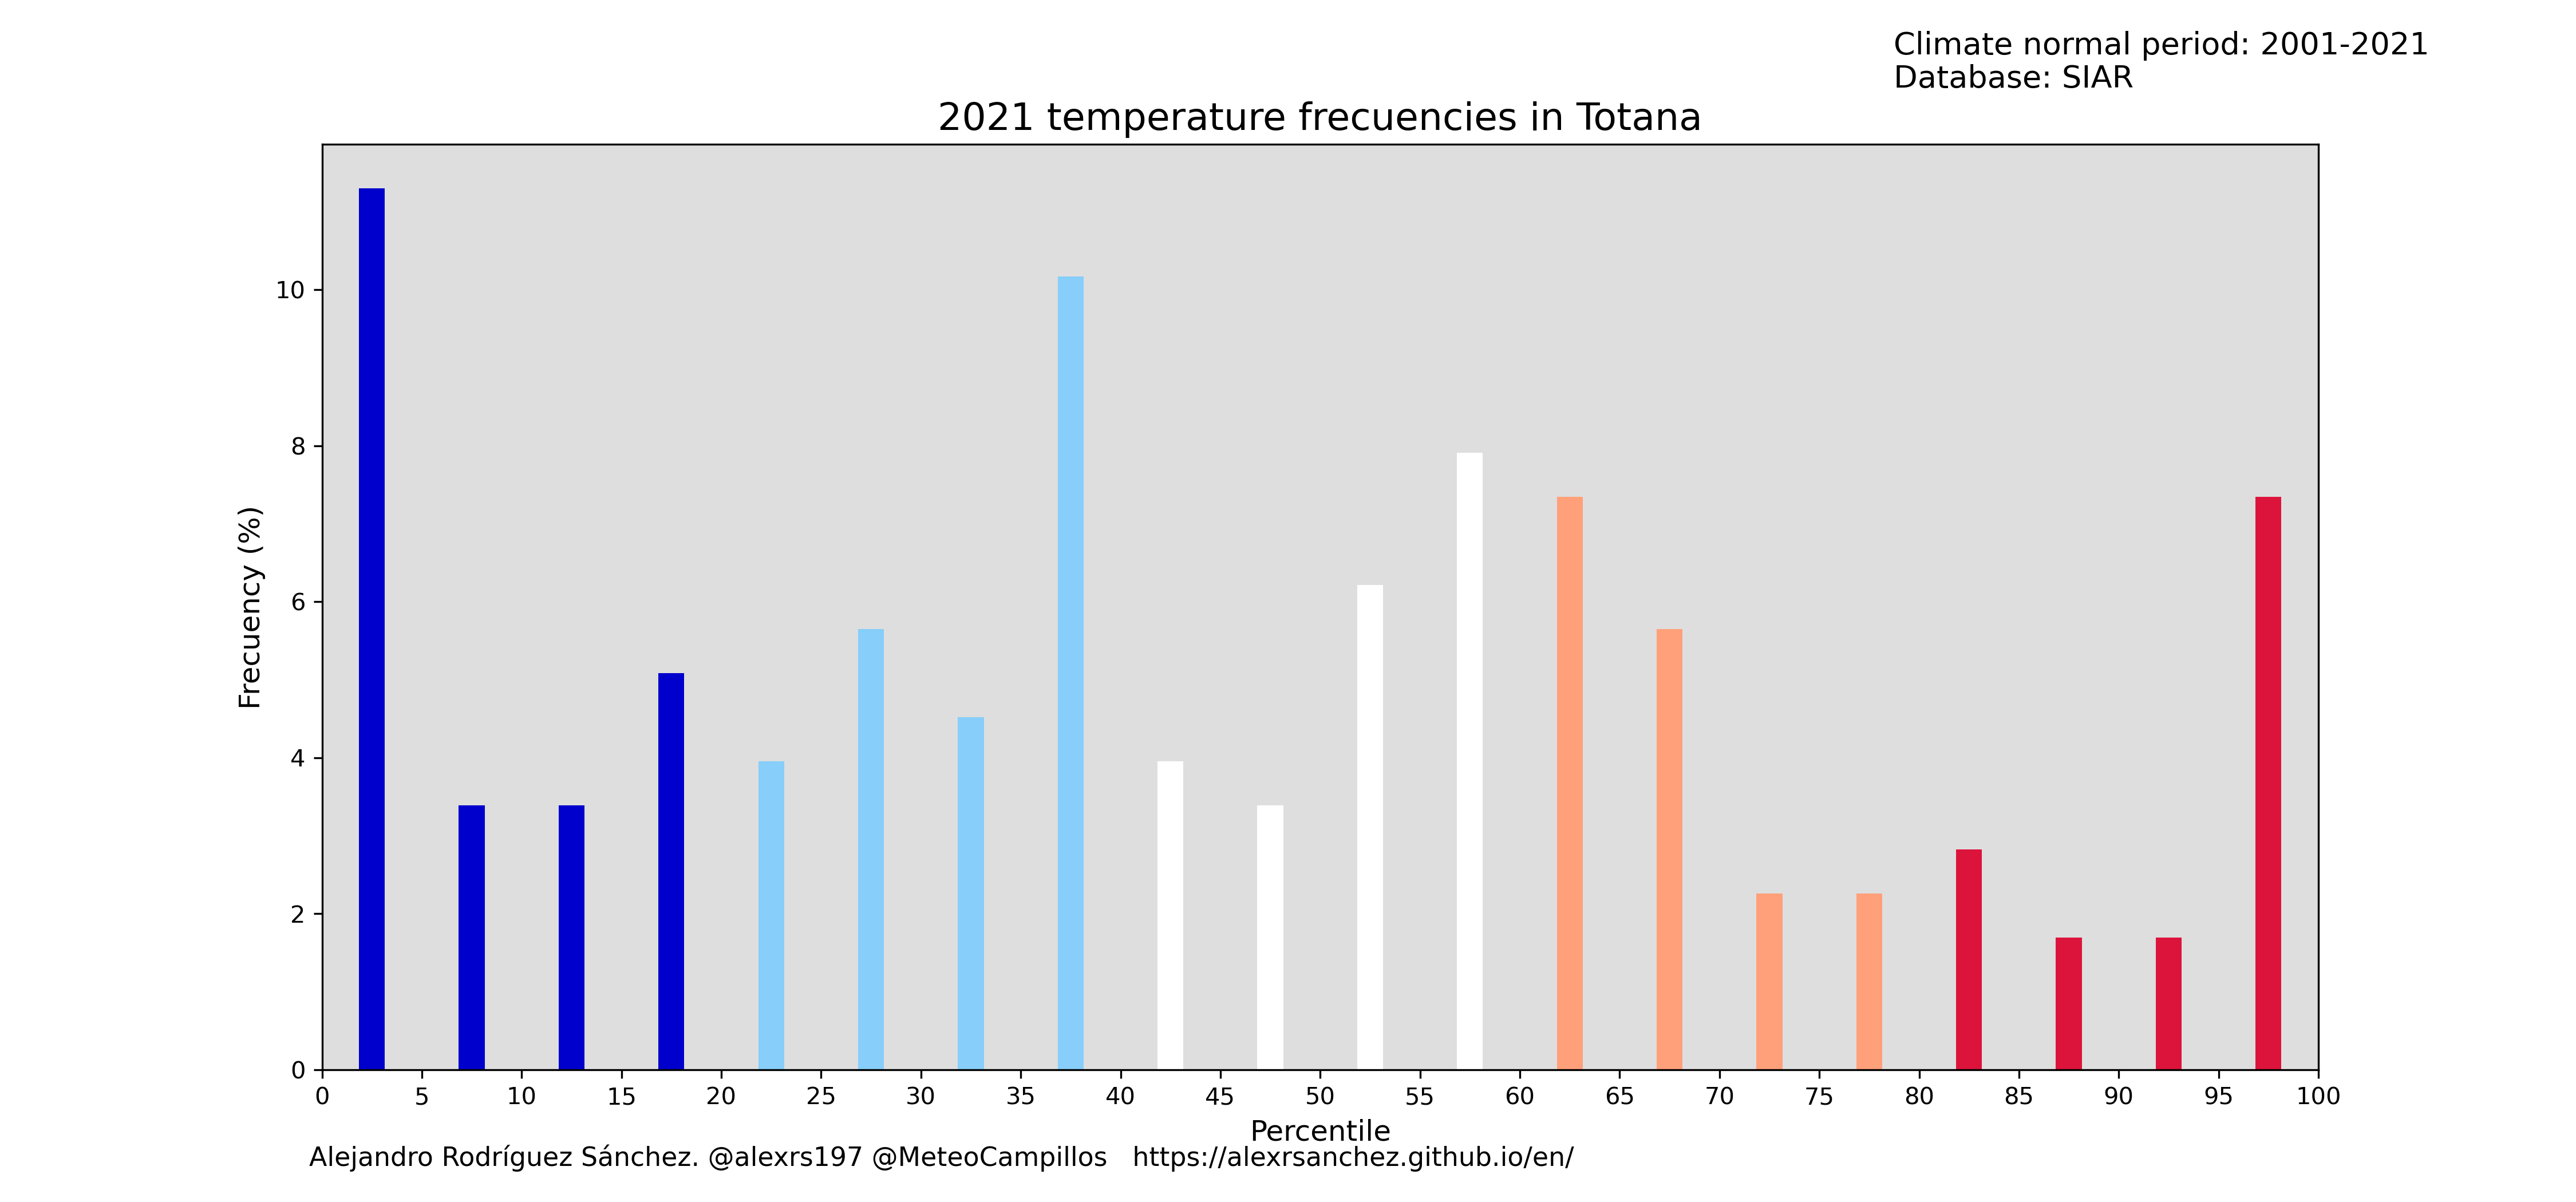 Climate normal period: 2001-2021
Database: SIAR
2021 temperature frecuencies in Totana
Frecuency (%)
10
8
6
4
2
0
0 5 10 15 20 25 30 35 40 45 50 55 60 65 70 75 80 85 90 95 100
Percentile
Alejandro Rodríguez Sánchez. @alexrs197 @MeteoCampillos https://alexrsanchez.github.io/en/